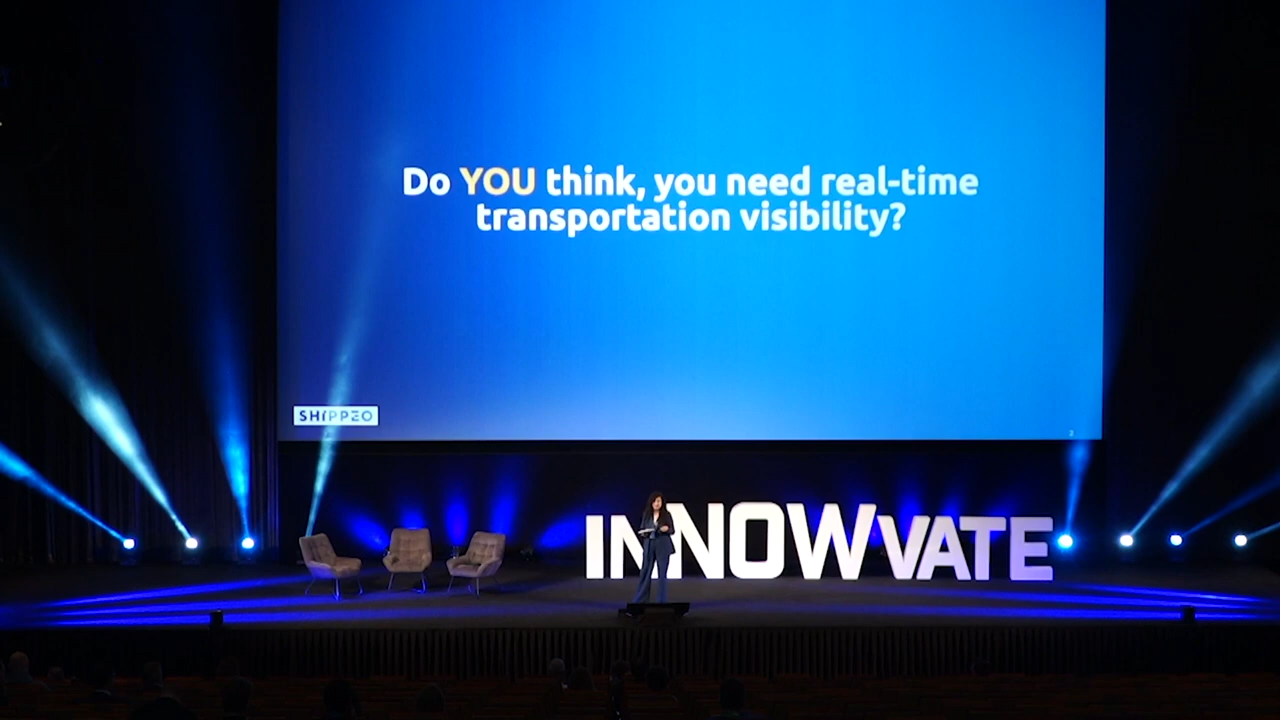 Do YOU think, you need real-time
transportation visibility?
SHIPPEO
INNOWVATE